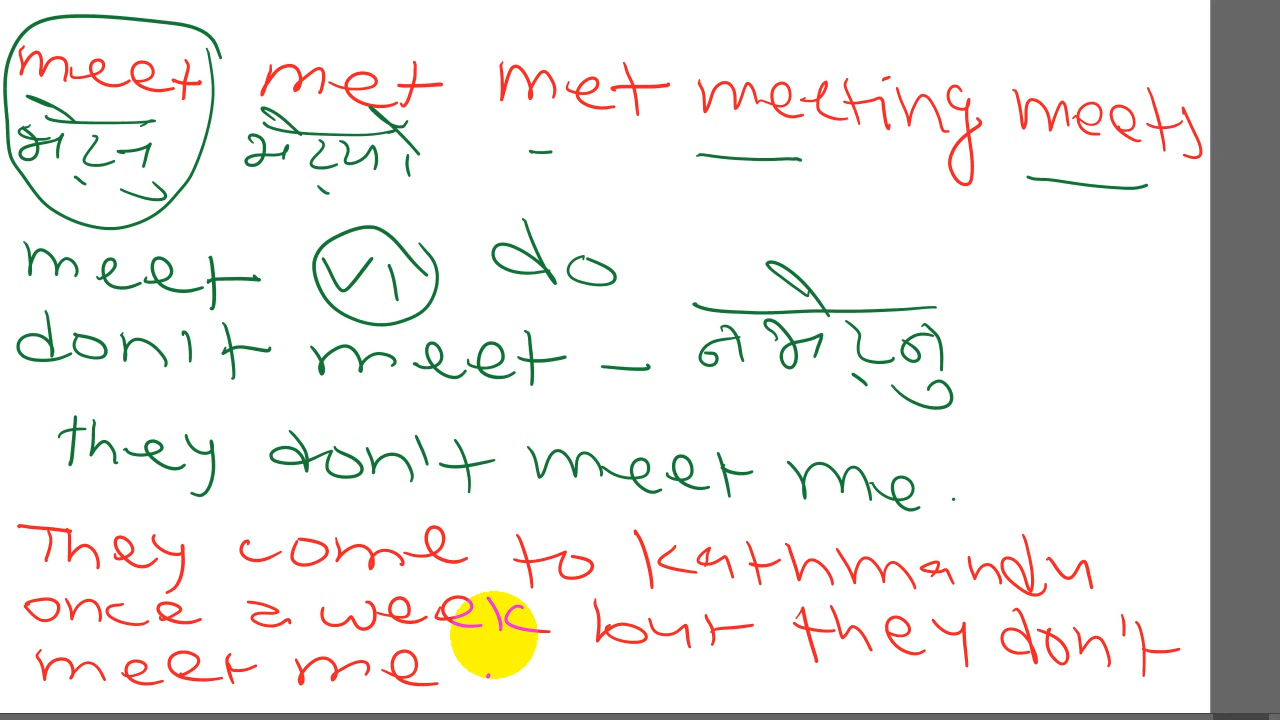 meet met met meeting meets
भेट्नु भेट्यो -
meet V1 do
don't meet - नभेट्नु
they don't meet me.
They come to Kathmandu
once a week but they don't
meet me.